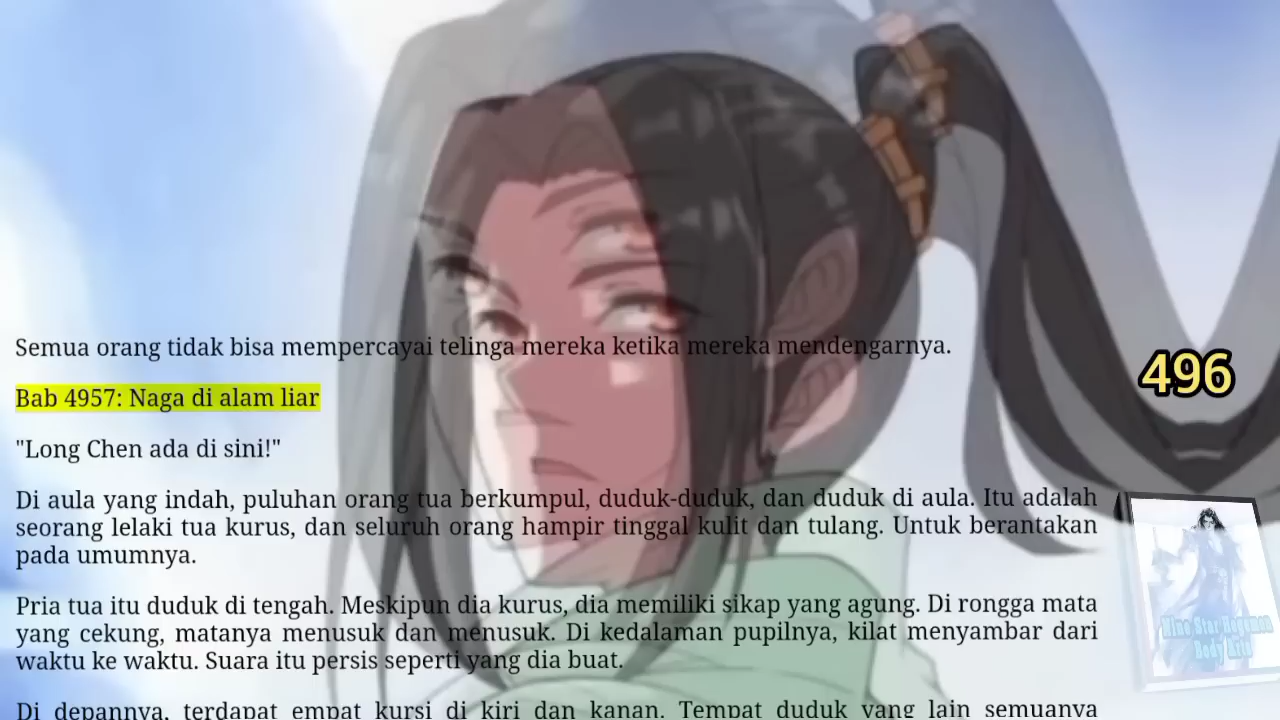 Semua orang tidak bisa mempercayai telinga mereka ketika mereka mendengarnya.
Bab 4957: Naga di alam liar
496
"Long Chen ada di sini!"
Di aula yang indah, puluhan orang tua berkumpul, duduk-duduk, dan duduk di aula. Itu adalah
seorang lelaki tua kurus, dan seluruh orang hampir tinggal kulit dan tulang. Untuk berantakan
pada umumnya.
Pria tua itu duduk di tengah. Meskipun dia kurus, dia memiliki sikap yang agung. Di rongga mata
yang cekung, matanya menusuk dan menusuk. Di kedalaman pupilnya, kilat menyambar dari
waktu ke waktu. Suara itu persis seperti yang dia buat.
Nine Star Hegemon
Body Arts
Di depannya, terdapat empat kursi di kiri dan kanan. Tempat duduk yang lain semuanya